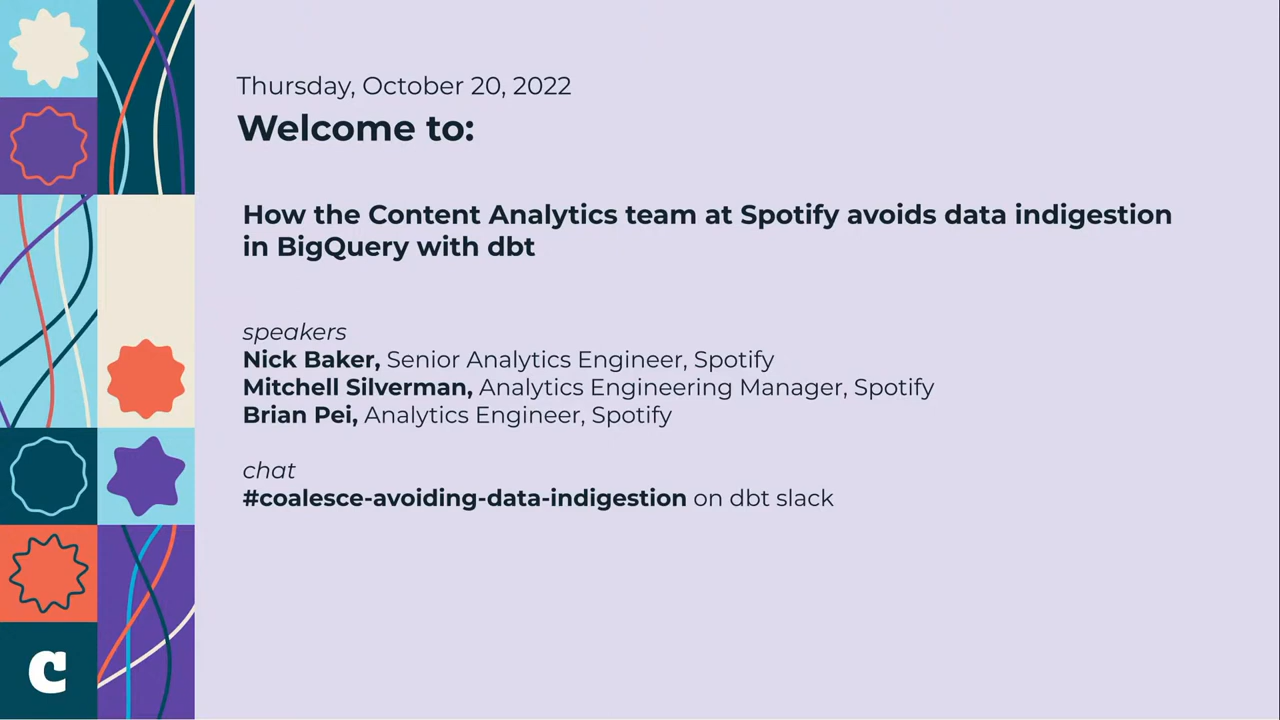 Thursday, October 20, 2022
Welcome to:
How the Content Analytics team at Spotify avoids data indigestion
in BigQuery with dbt
speakers
Nick Baker, Senior Analytics Engineer, Spotify
Mitchell Silverman, Analytics Engineering Manager, Spotify
Brian Pei, Analytics Engineer, Spotify
chat
#coalesce-avoiding-data-indigestion on dbt slack
c